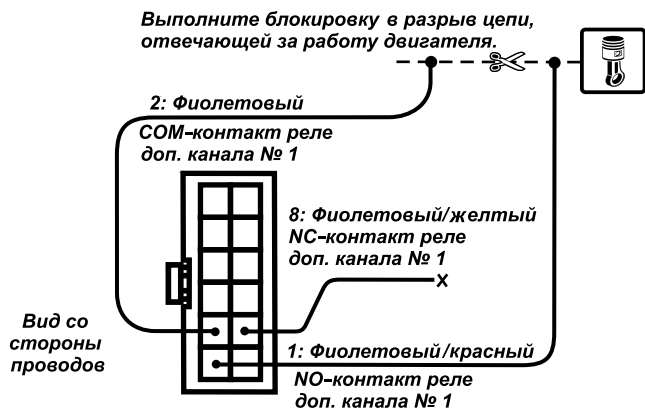 Выполните блокировку в разрыв цепи,
отвечающей за работу двигателя.
2: Фиолетовый
COM-контакт реле
доп. канала № 1
8: Фиолетовый/желтый
NC-контакт реле
доп. канала № 1
X
Вид со
стороны
проводов
1: Фиолетовый/красный
NO-контакт реле
доп. канала № 1